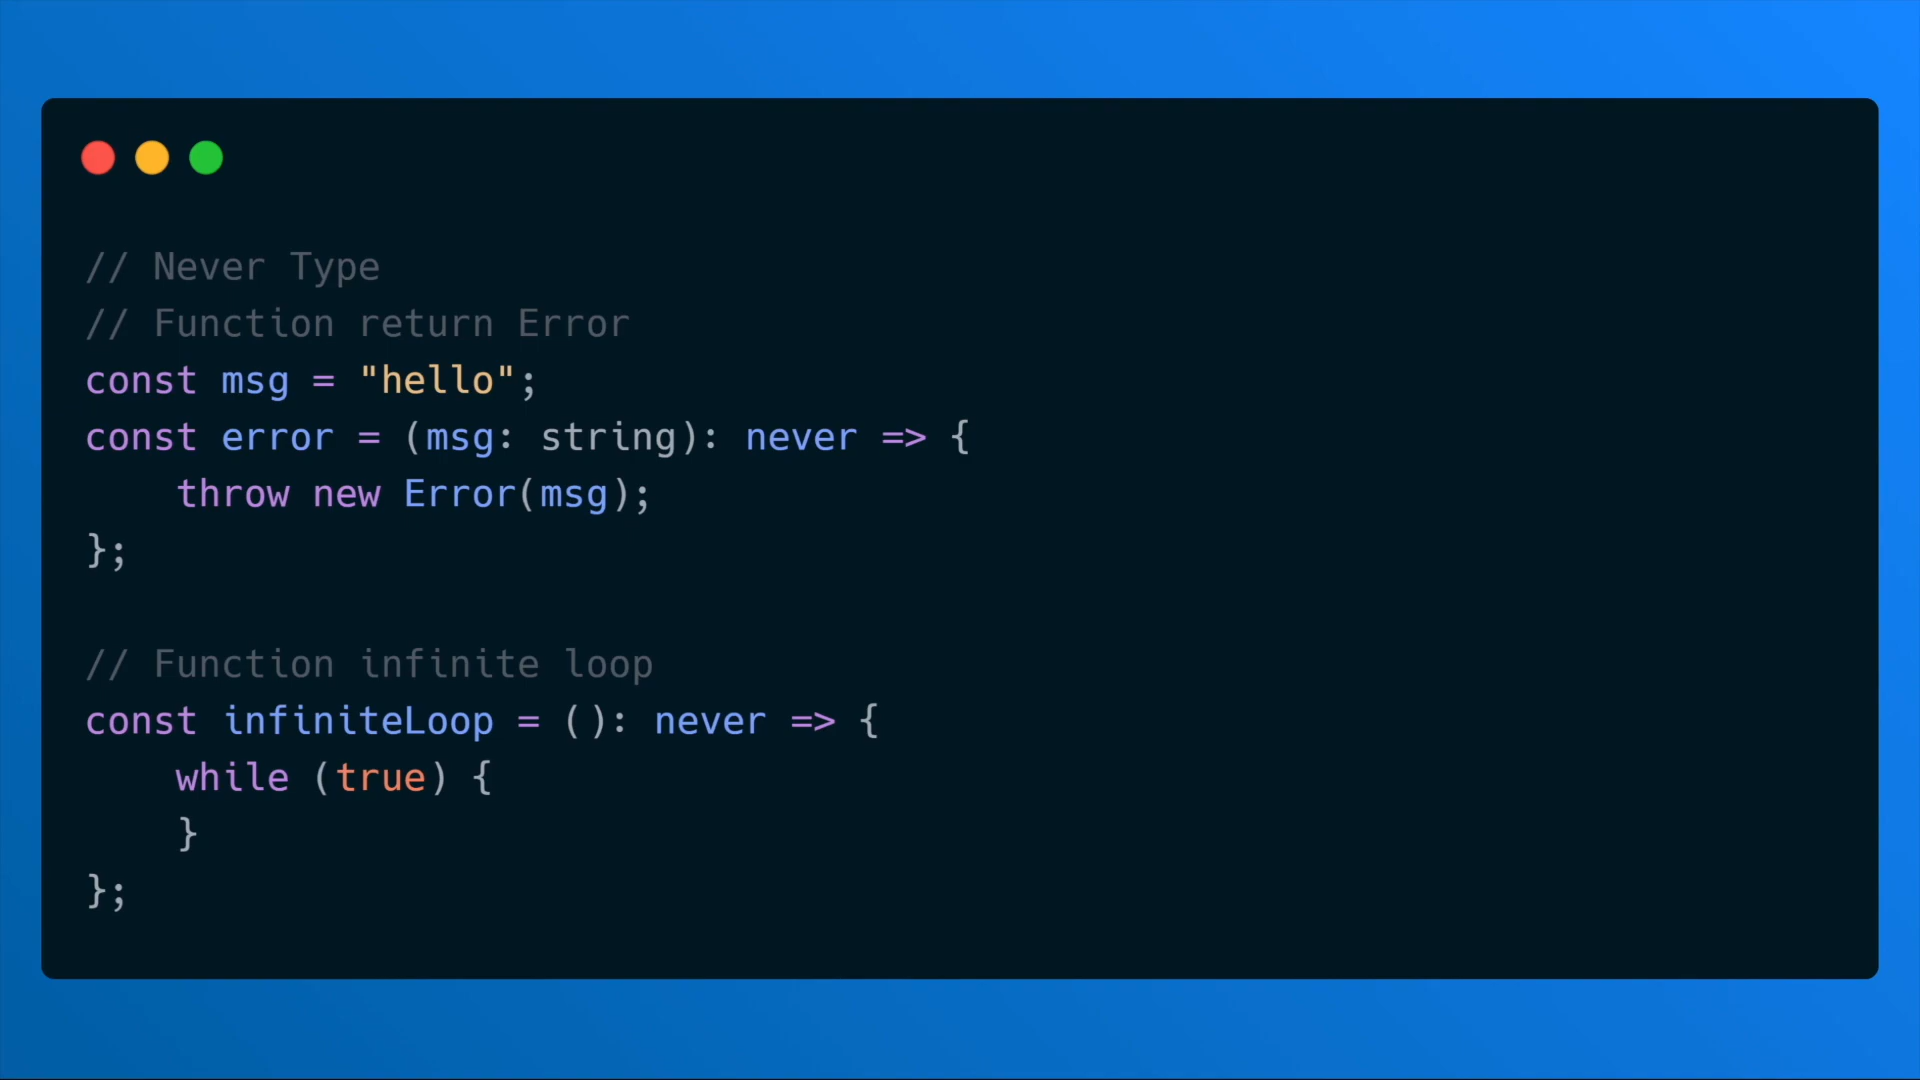 // Never Type
// Function return Error
const msg = "hello";
const error = (msg: string): never => {
    throw new Error(msg);
};

// Function infinite loop
const infiniteLoop = (): never => {
    while (true) {
    }
};